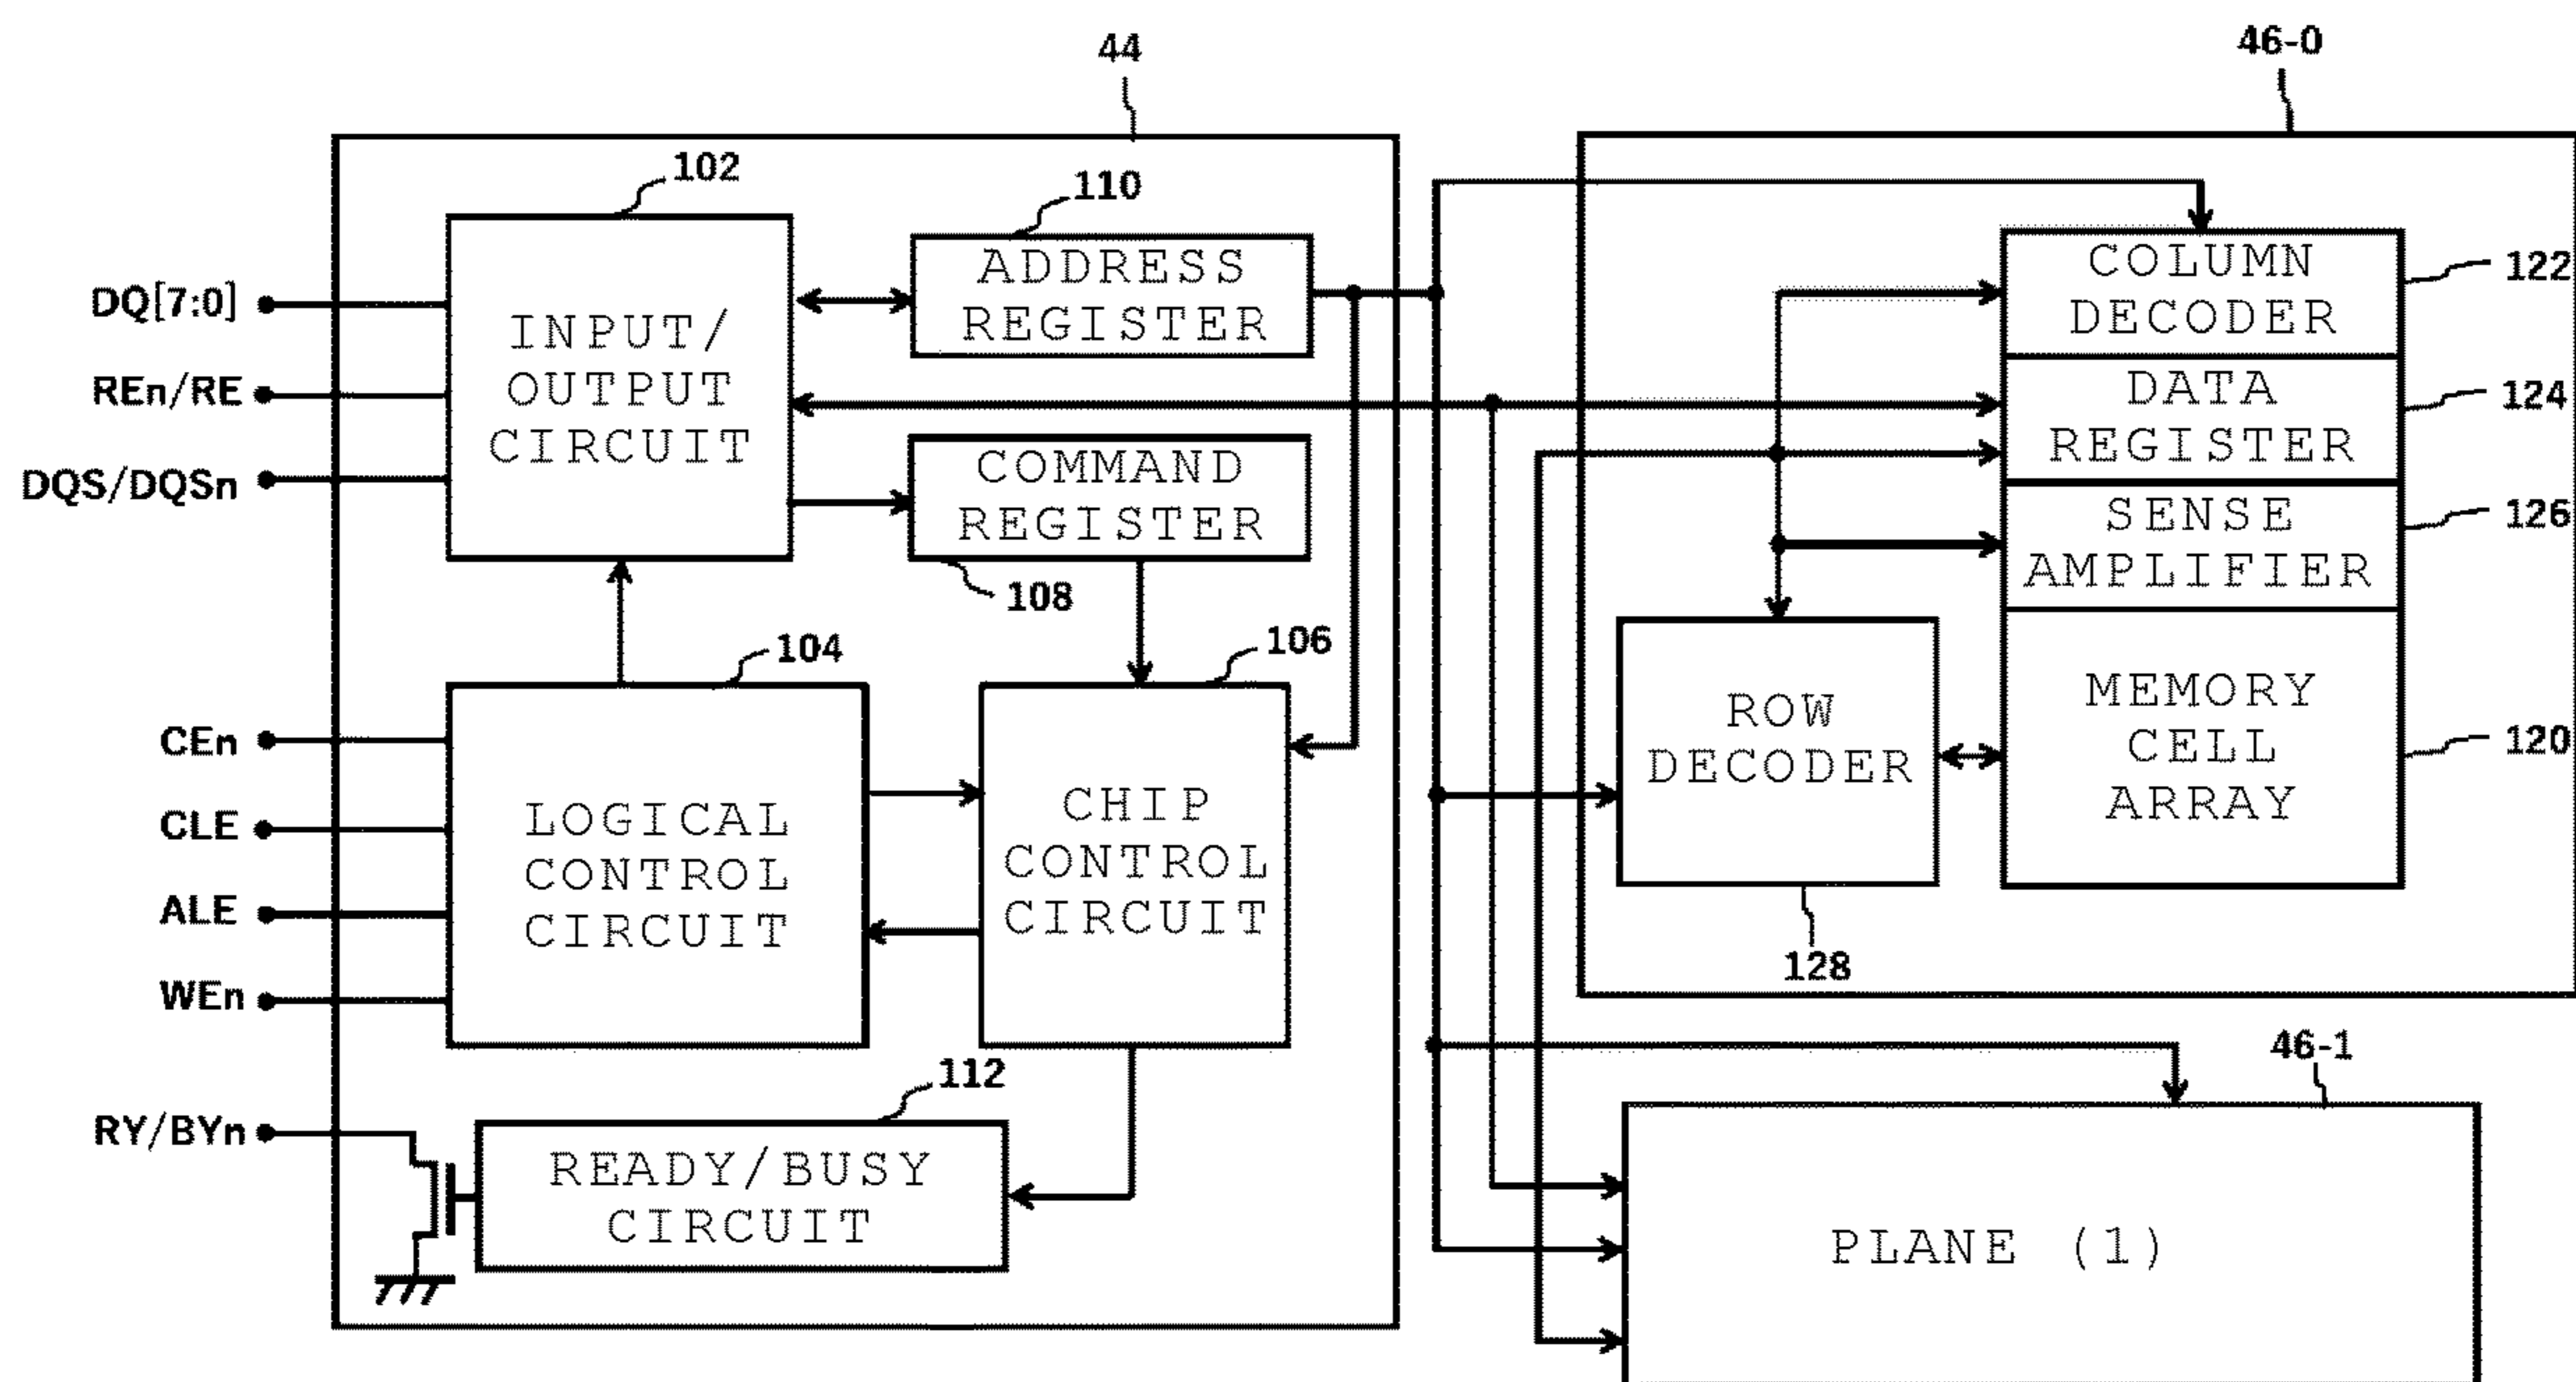 44
46-0
102
110
INPUT/
OUTPUT
CIRCUIT
ADDRESS
REGISTER
COMMAND
REGISTER
108
DQ[7:0]
REn/RE
DQS/DQSn
104
106
LOGICAL
CONTROL
CIRCUIT
CHIP
CONTROL
CIRCUIT
CEn
CLE
ALE
WEn
RY/BYn
112
READY/BUSY
CIRCUIT
COLUMN
DECODER
122
DATA
REGISTER
124
SENSE
AMPLIFIER
126
MEMORY
CELL
ARRAY
120
ROW
DECODER
128
46-1
PLANE (1)